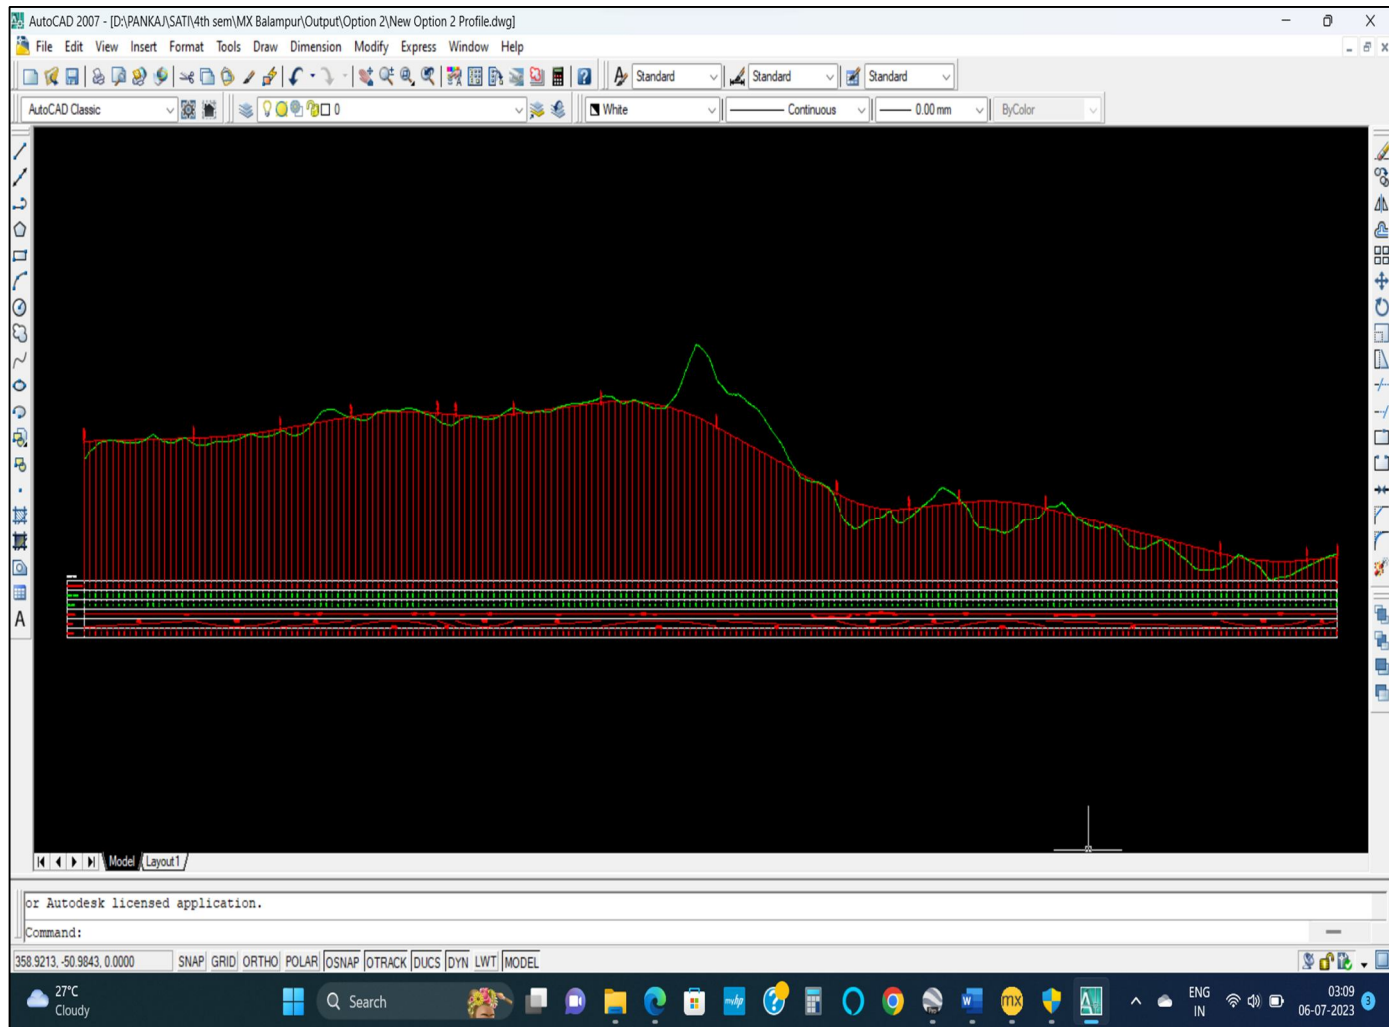 AutoCAD 2007 - [D:\PANKAJ\SATI\4th sem\MX Balampur\Output\Option 2\New Option 2 Profile.dwg]
File Edit View Insert Format Tools Draw Dimension Modify Express Window Help
Standard Standard Standard
AutoCAD Classic 0 White Continuous 0.00 mm ByColor
A
Model Layout1
or Autodesk licensed application.
Command:
358.9213, -50.9843, 0.0000 SNAP GRID ORTHO POLAR OSNAP OTRACK DUCS DYN LWT MODEL
27°C
Cloudy
Search
myhp
mx
ENG
IN
03:09
06-07-2023
3